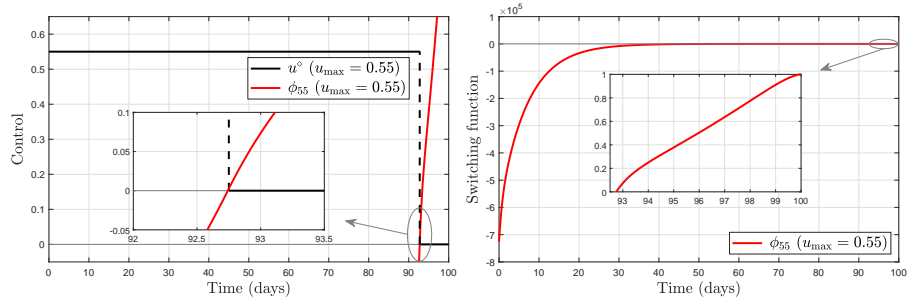 0.6
0.5
0.4
0.3
0.2
0.1
0
0 10 20 30 40 50 60 70 80 90 100
Time (days)
Control
u⋄ (umax = 0.55)
ϕ55 (umax = 0.55)
0.1
0.05
0
-0.05
92 92.5 93 93.5
×10⁵
1
0
-1
-2
-3
-4
-5
-6
-7
-8
0 10 20 30 40 50 60 70 80 90 100
Time (days)
Switching function
1
0.8
0.6
0.4
0.2
0
93 94 95 96 97 98 99 100
ϕ55 (umax = 0.55)